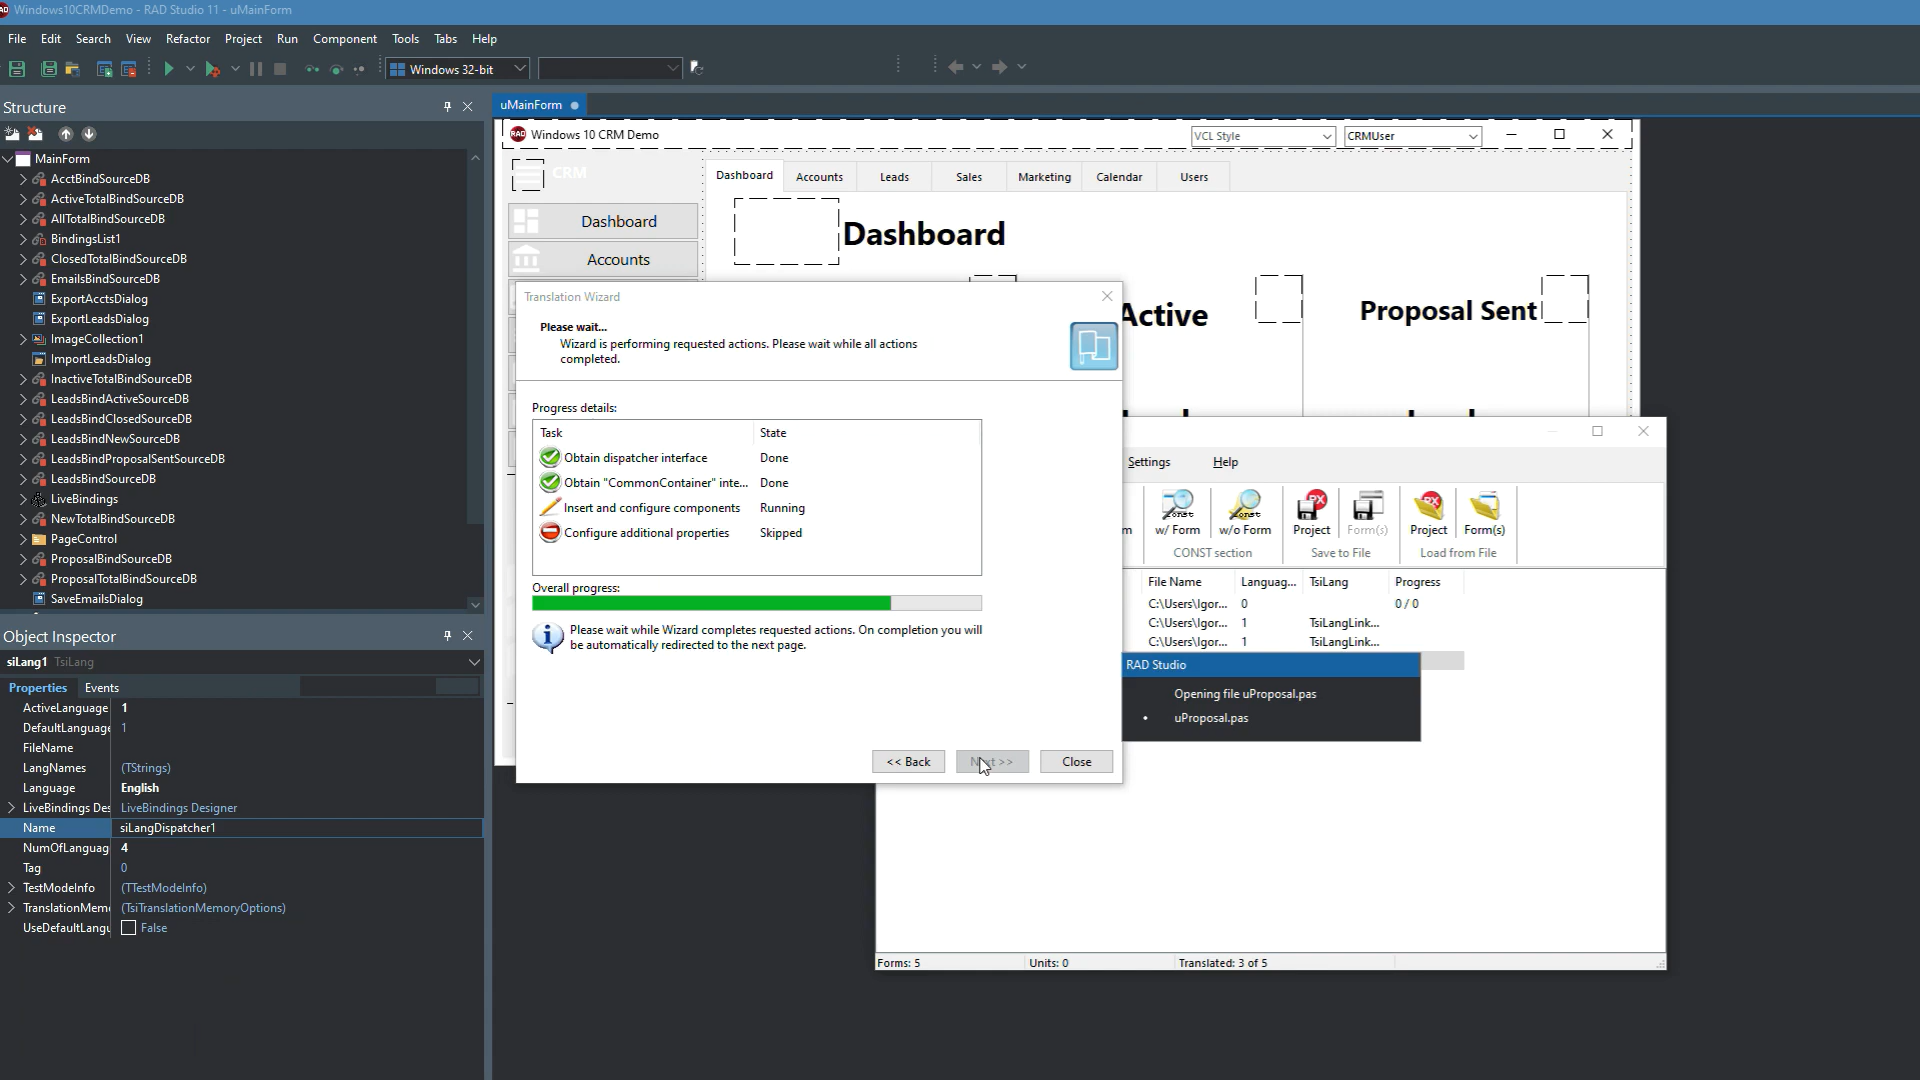 Windows10CRMDemo - RAD Studio 11 - uMainForm
File Edit Search View Refactor Project Run Component Tools Tabs Help
Windows 32-bit
Structure
MainForm
AcctBindSourceDB
ActiveTotalBindSourceDB
AllTotalBindSourceDB
BindingsList1
ClosedTotalBindSourceDB
EmailsBindSourceDB
ExportAcctsDialog
ExportLeadsDialog
ImageCollection1
ImportLeadsDialog
InactiveTotalBindSourceDB
LeadsBindActiveSourceDB
LeadsBindClosedSourceDB
LeadsBindNewSourceDB
LeadsBindProposalSentSourceDB
LeadsBindSourceDB
LiveBindings
NewTotalBindSourceDB
PageControl
ProposalBindSourceDB
ProposalTotalBindSourceDB
SaveEmailsDialog
Object Inspector
siLang1 TsiLang
Properties Events
ActiveLanguage 1
DefaultLanguage 1
FileName
LangNames (TStrings)
Language English
LiveBindings Des LiveBindings Designer
Name siLangDispatcher1
NumOfLanguag 4
Tag 0
TestModeInfo (TTestModeInfo)
TranslationMem (TsiTranslationMemoryOptions)
UseDefaultLangu False
uMainForm
RAD Windows 10 CRM Demo
VCL Style CRMUser
CRM
Dashboard Accounts Leads Sales Marketing Calendar Users
Dashboard
Accounts
Dashboard
Active
Proposal Sent
Translation Wizard
Please wait...
Wizard is performing requested actions. Please wait while all actions
completed.
Progress details:
Task State
Obtain dispatcher interface Done
Obtain "CommonContainer" inte... Done
Insert and configure components Running
Configure additional properties Skipped
Overall progress:
Please wait while Wizard completes requested actions. On completion you will
be automatically redirected to the next page.
<< Back Next >> Close
Settings Help
w/ Form w/o Form Project Form(s) Project Form(s)
CONST section Save to File Load from File
File Name Languag... TsiLang Progress
C:\Users\Igor... 0 0 / 0
C:\Users\Igor... 1 TsiLangLink...
C:\Users\Igor... 1 TsiLangLink...
RAD Studio
Opening file uProposal.pas
• uProposal.pas
Forms: 5 Units: 0 Translated: 3 of 5